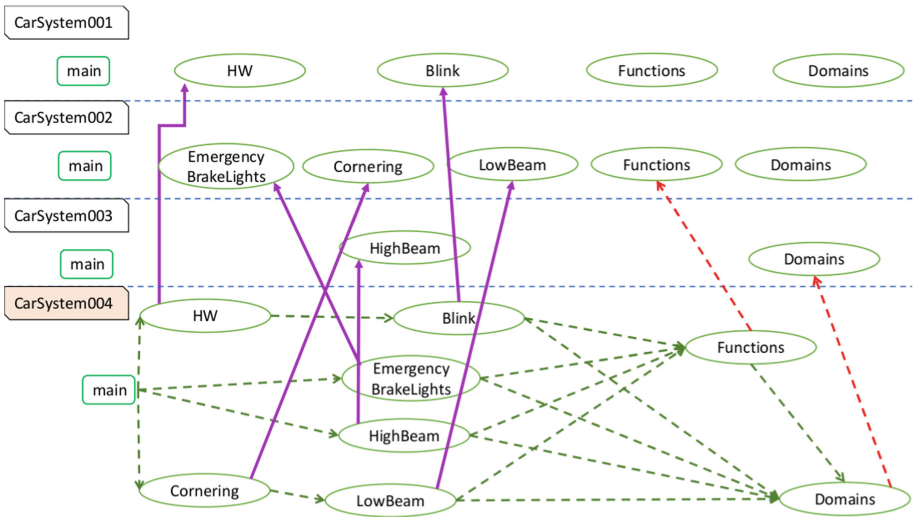 CarSystem001
main
HW
Blink
Functions
Domains
CarSystem002
main
Emergency
BrakeLights
Cornering
LowBeam
Functions
Domains
CarSystem003
main
HighBeam
Domains
CarSystem004
HW
Blink
Functions
main
Emergency
BrakeLights
HighBeam
Cornering
LowBeam
Domains